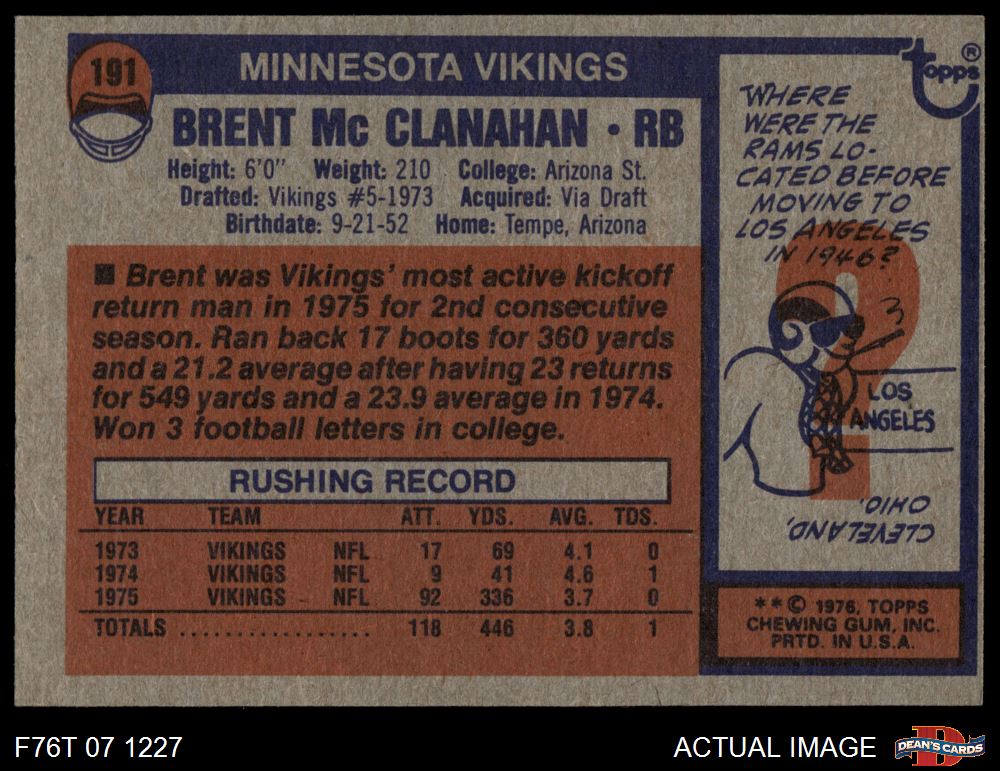 191
MINNESOTA VIKINGS
BRENT Mc CLANAHAN • RB
Height: 6'0" Weight: 210 College: Arizona St.
Drafted: Vikings #5-1973 Acquired: Via Draft
Birthdate: 9-21-52 Home: Tempe, Arizona
■ Brent was Vikings' most active kickoff
return man in 1975 for 2nd consecutive
season. Ran back 17 boots for 360 yards
and a 21.2 average after having 23 returns
for 549 yards and a 23.9 average in 1974.
Won 3 football letters in college.
RUSHING RECORD
YEAR TEAM ATT. YDS. AVG. TDS.
1973 VIKINGS NFL 17 69 4.1 0
1974 VIKINGS NFL 9 41 4.6 1
1975 VIKINGS NFL 92 336 3.7 0
TOTALS .................. 118 446 3.8 1
topps®
WHERE
WERE THE
RAMS LO-
CATED BEFORE
MOVING TO
LOS ANGELES
IN 1946?
?
3
LOS
ANGELES
CLEVELAND,
OHIO.
**© 1976, TOPPS
CHEWING GUM, INC.
PRTD. IN U.S.A.
F76T 07 1227
ACTUAL IMAGE
DEAN'S CARDS